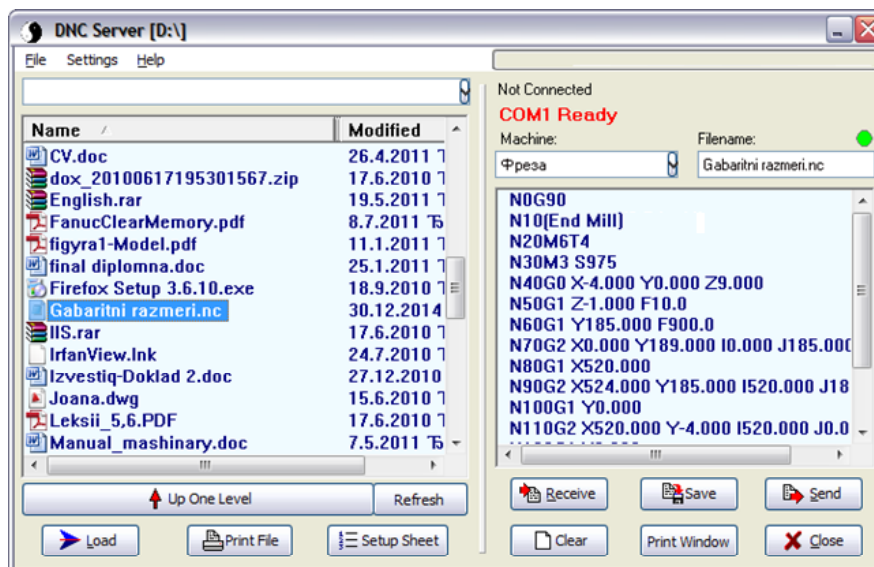 DNC Server [D:\]
File Settings Help
Name Modified
CV.doc 26.4.2011
dox_20100617195301567.zip 17.6.2010
English.rar 19.5.2011
FanucClearMemory.pdf 8.7.2011
figyra1-Model.pdf 11.1.2011
final diplomna.doc 25.1.2011
Firefox Setup 3.6.10.exe 18.9.2010
Gabaritni razmeri.nc 30.12.2014
IIS.rar 17.6.2010
IrfanView.lnk 24.7.2010
Izvestiq-Doklad 2.doc 27.12.2010
Joana.dwg 15.6.2010
Leksii_5,6.PDF 17.6.2010
Manual_mashinary.doc 7.5.2011
Up One Level Refresh
Load Print File Setup Sheet
Not Connected
COM1 Ready
Machine: Filename:
Фреза Gabaritni razmeri.nc
N0G90
N10(End Mill)
N20M6T4
N30M3 S975
N40G0 X-4.000 Y0.000 Z9.000
N50G1 Z-1.000 F10.0
N60G1 Y185.000 F900.0
N70G2 X0.000 Y189.000 I0.000 J185.000
N80G1 X520.000
N90G2 X524.000 Y185.000 I520.000 J18
N100G1 Y0.000
N110G2 X520.000 Y-4.000 I520.000 J0.0
Receive Save Send
Clear Print Window Close